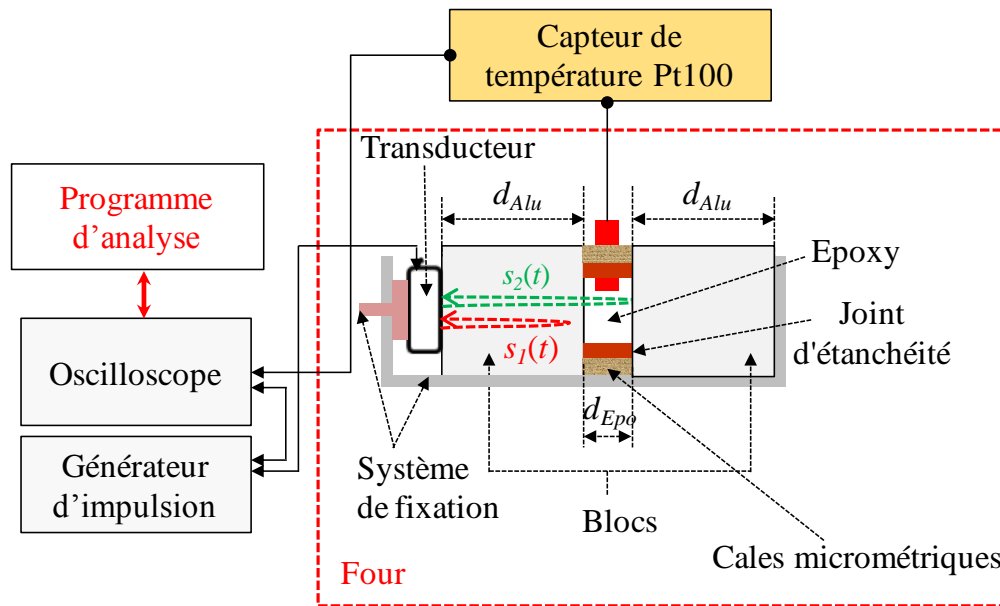 Capteur de
température Pt100
Transducteur
d_Alu
d_Alu
Programme
d'analyse
Epoxy
s_2(t)
s_1(t)
Joint
d'étanchéité
Oscilloscope
d_Epo
Générateur
d’impulsion
Système
de fixation
Blocs
Cales micrométriques
Four